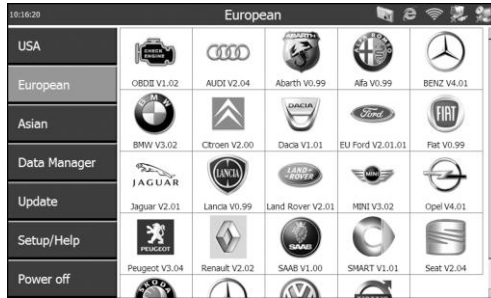 10:16:20
European
USA
European
Asian
Data Manager
Update
Setup/Help
Power off
CHECK
ENGINE
OBDII V1.02
AUDI V2.04
ABARTH
Abarth V0.99
Alfa V0.99
BENZ V4.01
BMW
BMW V3.02
Citroen V2.00
DACIA
Dacia V1.01
Ford
EU Ford V2.01.01
FIAT
Fiat V0.99
JAGUAR
Jaguar V2.01
LANCIA
Lancia V0.99
LAND-
ROVER
Land Rover V2.01
MINI
MINI V3.02
Opel V4.01
PEUGEOT
Peugeot V3.04
Renault V2.02
SAAB
SAAB V1.00
SMART V1.01
Seat V2.04